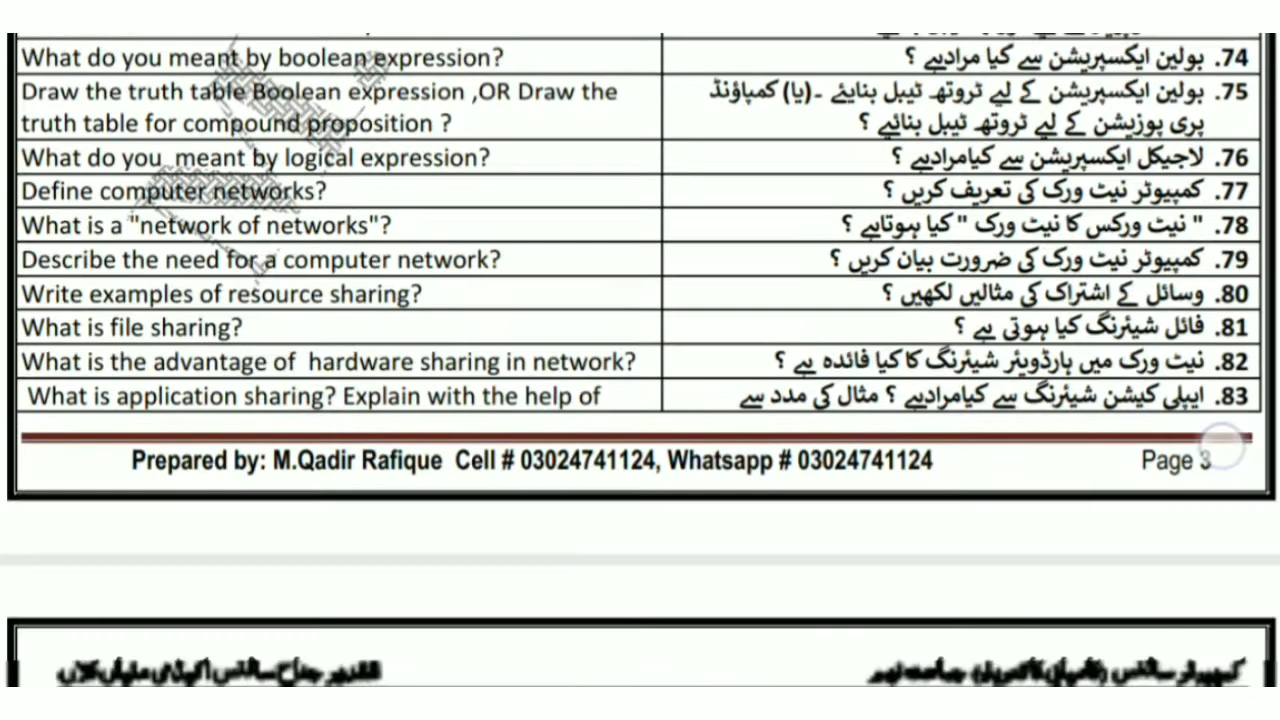 What do you meant by boolean expression?
74. بولین ایکسپریشن سے کیا مرادہے ؟
Draw the truth table Boolean expression ,OR Draw the
truth table for compound proposition ?
75. بولین ایکسپریشن کے لیے ٹروتھ ٹیبل بنایئے ۔(یا) کمپاؤنڈ
پری پوزیشن کے لیے ٹروتھ ٹیبل بنائیے ؟
What do you meant by logical expression?
76. لاجیکل ایکسپریشن سے کیامرادہے ؟
Define computer networks?
77. کمپیوٹر نیٹ ورک کی تعریف کریں ؟
What is a "network of networks"?
78. " نیٹ ورکس کا نیٹ ورک " کیا ہوتاہے ؟
Describe the need for a computer network?
79. کمپیوٹر نیٹ ورک کی ضرورت بیان کریں ؟
Write examples of resource sharing?
80. وسائل کے اشتراک کی مثالیں لکھیں ؟
What is file sharing?
81. فائل شیئرنگ کیا ہوتی ہے ؟
What is the advantage of hardware sharing in network?
82. نیٹ ورک میں ہارڈویئر شیئرنگ کا کیا فائدہ ہے ؟
What is application sharing? Explain with the help of
83. ایپلی کیشن شیئرنگ سے کیامرادہے ؟ مثال کی مدد سے
Prepared by: M.Qadir Rafique Cell # 03024741124, Whatsapp # 03024741124
Page 3